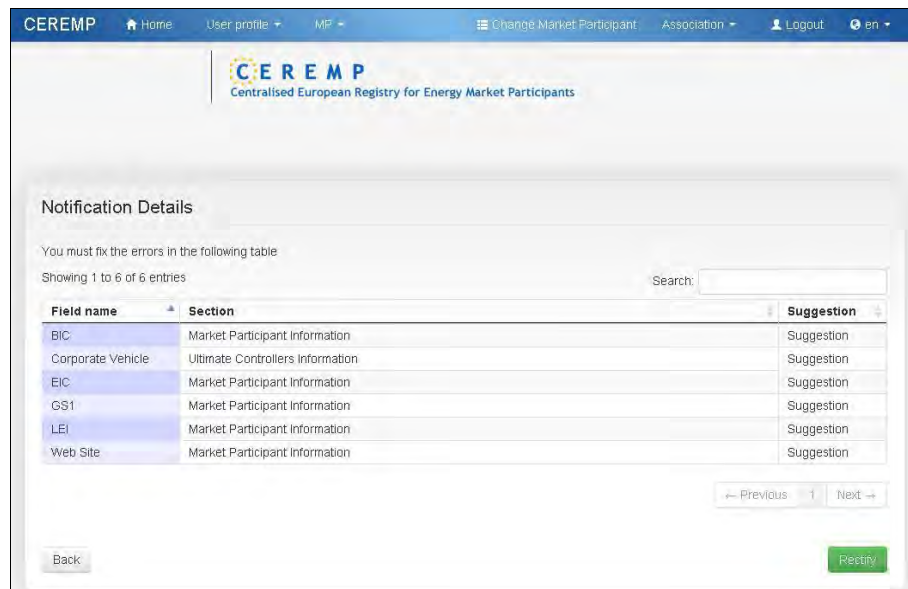 CEREMP Home User profile MP Change Market Participant Association Logout en
CEREMP
Centralised European Registry for Energy Market Participants
Notification Details
You must fix the errors in the following table
Showing 1 to 6 of 6 entries Search:
Field name Section Suggestion
BIC Market Participant Information Suggestion
Corporate Vehicle Ultimate Controllers Information Suggestion
EIC Market Participant Information Suggestion
GS1 Market Participant Information Suggestion
LEI Market Participant Information Suggestion
Web Site Market Participant Information Suggestion
← Previous 1 Next →
Back Rectify